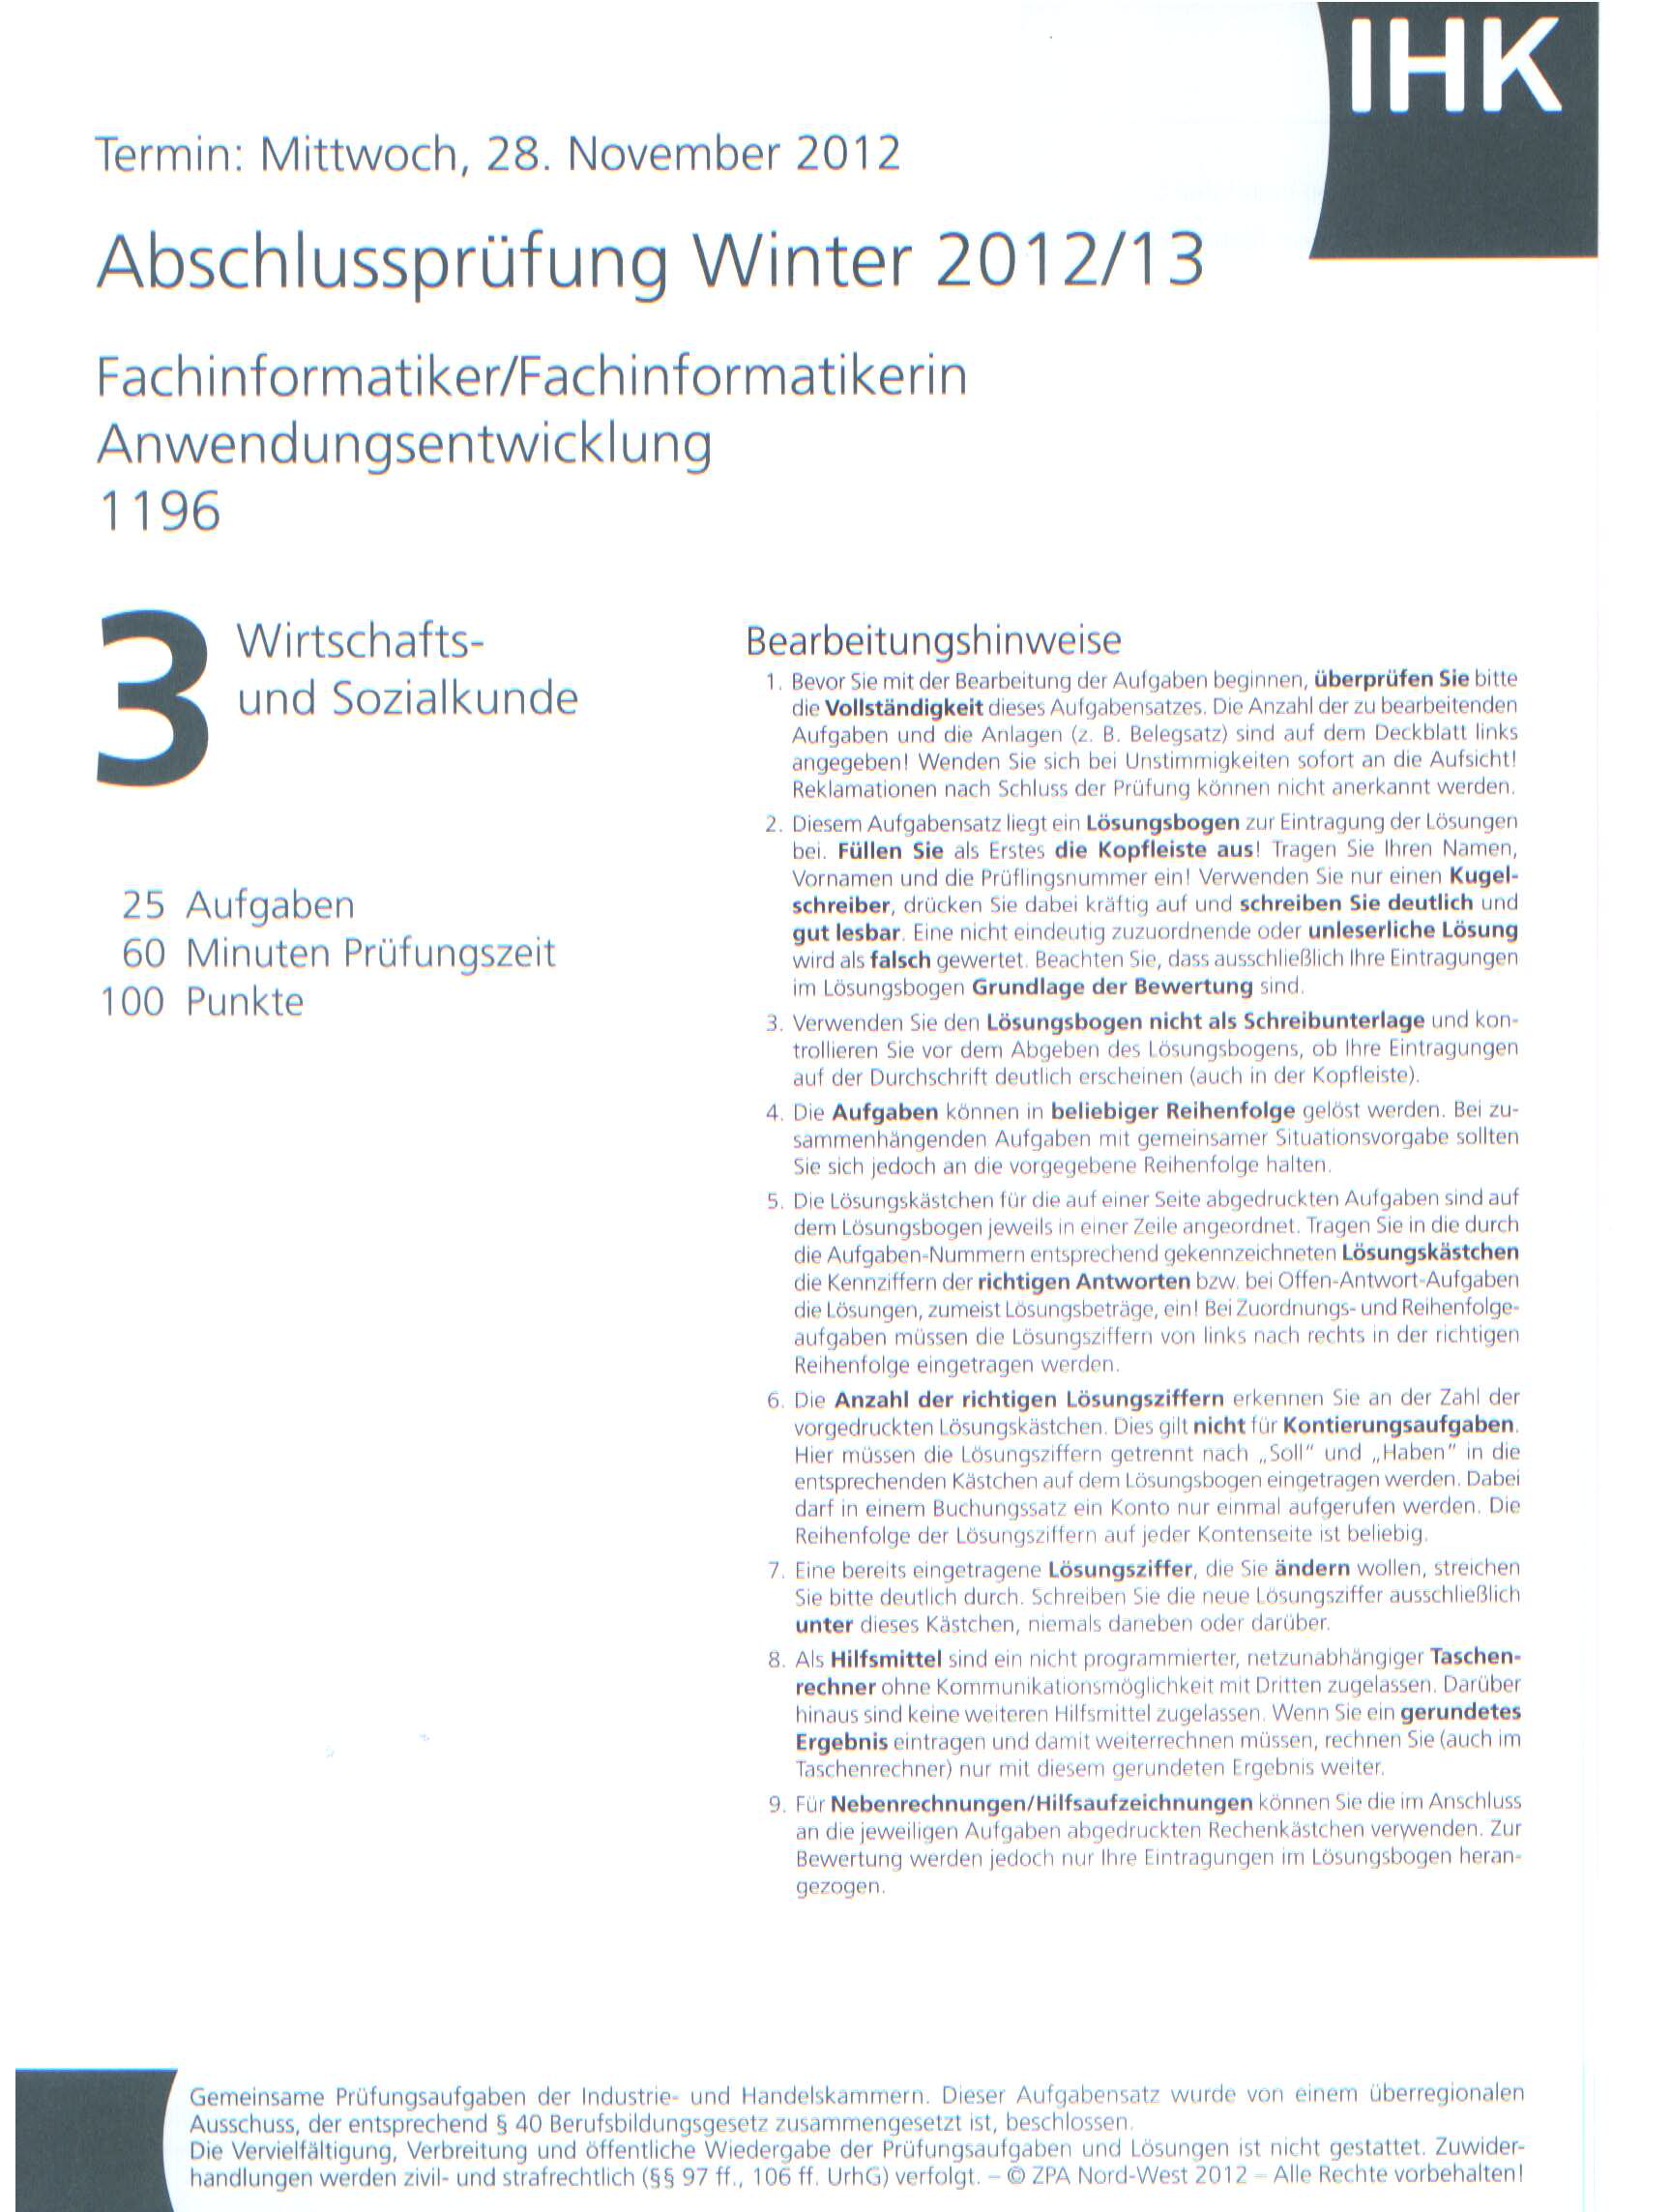 IHK
Termin: Mittwoch, 28. November 2012
Abschlussprüfung Winter 2012/13
Fachinformatiker/Fachinformatikerin
Anwendungsentwicklung
1196
3
Wirtschafts-
und Sozialkunde
25 Aufgaben
60 Minuten Prüfungszeit
100 Punkte
Bearbeitungshinweise
1. Bevor Sie mit der Bearbeitung der Aufgaben beginnen, überprüfen Sie bitte
die Vollständigkeit dieses Aufgabensatzes. Die Anzahl der zu bearbeitenden
Aufgaben und die Anlagen (z. B. Belegsatz) sind auf dem Deckblatt links
angegeben! Wenden Sie sich bei Unstimmigkeiten sofort an die Aufsicht!
Reklamationen nach Schluss der Prüfung können nicht anerkannt werden.
2. Diesem Aufgabensatz liegt ein Lösungsbogen zur Eintragung der Lösungen
bei. Füllen Sie als Erstes die Kopfleiste aus! Tragen Sie Ihren Namen,
Vornamen und die Prüflingsnummer ein! Verwenden Sie nur einen Kugel-
schreiber, drücken Sie dabei kräftig auf und schreiben Sie deutlich und
gut lesbar. Eine nicht eindeutig zuzuordnende oder unleserliche Lösung
wird als falsch gewertet. Beachten Sie, dass ausschließlich Ihre Eintragungen
im Lösungsbogen Grundlage der Bewertung sind.
3. Verwenden Sie den Lösungsbogen nicht als Schreibunterlage und kon-
trollieren Sie vor dem Abgeben des Lösungsbogens, ob Ihre Eintragungen
auf der Durchschrift deutlich erscheinen (auch in der Kopfleiste).
4. Die Aufgaben können in beliebiger Reihenfolge gelöst werden. Bei zu-
sammenhängenden Aufgaben mit gemeinsamer Situationsvorgabe sollten
Sie sich jedoch an die vorgegebene Reihenfolge halten.
5. Die Lösungskästchen für die auf einer Seite abgedruckten Aufgaben sind auf
dem Lösungsbogen jeweils in einer Zeile angeordnet. Tragen Sie in die durch
die Aufgaben-Nummern entsprechend gekennzeichneten Lösungskästchen
die Kennziffern der richtigen Antworten bzw. bei Offen-Antwort-Aufgaben
die Lösungen, zumeist Lösungsbeträge, ein! Bei Zuordnungs- und Reihenfolge-
aufgaben müssen die Lösungsziffern von links nach rechts in der richtigen
Reihenfolge eingetragen werden.
6. Die Anzahl der richtigen Lösungsziffern erkennen Sie an der Zahl der
vorgedruckten Lösungskästchen. Dies gilt nicht für Kontierungsaufgaben.
Hier müssen die Lösungsziffern getrennt nach „Soll“ und „Haben“ in die
entsprechenden Kästchen auf dem Lösungsbogen eingetragen werden. Dabei
darf in einem Buchungssatz ein Konto nur einmal aufgerufen werden. Die
Reihenfolge der Lösungsziffern auf jeder Kontenseite ist beliebig.
7. Eine bereits eingetragene Lösungsziffer, die Sie ändern wollen, streichen
Sie bitte deutlich durch. Schreiben Sie die neue Lösungsziffer ausschließlich
unter dieses Kästchen, niemals daneben oder darüber.
8. Als Hilfsmittel sind ein nicht programmierter, netzunabhängiger Taschen-
rechner ohne Kommunikationsmöglichkeit mit Dritten zugelassen. Darüber
hinaus sind keine weiteren Hilfsmittel zugelassen. Wenn Sie ein gerundetes
Ergebnis eintragen und damit weiterrechnen müssen, rechnen Sie (auch im
Taschenrechner) nur mit diesem gerundeten Ergebnis weiter.
9. Für Nebenrechnungen/Hilfsaufzeichnungen können Sie die im Anschluss
an die jeweiligen Aufgaben abgedruckten Rechenkästchen verwenden. Zur
Bewertung werden jedoch nur Ihre Eintragungen im Lösungsbogen heran-
gezogen.
Gemeinsame Prüfungsaufgaben der Industrie- und Handelskammern. Dieser Aufgabensatz wurde von einem überregionalen
Ausschuss, der entsprechend § 40 Berufsbildungsgesetz zusammengesetzt ist, beschlossen.
Die Vervielfältigung, Verbreitung und öffentliche Wiedergabe der Prüfungsaufgaben und Lösungen ist nicht gestattet. Zuwider-
handlungen werden zivil- und strafrechtlich (§§ 97 ff., 106 ff. UrhG) verfolgt. – © ZPA Nord-West 2012 – Alle Rechte vorbehalten!